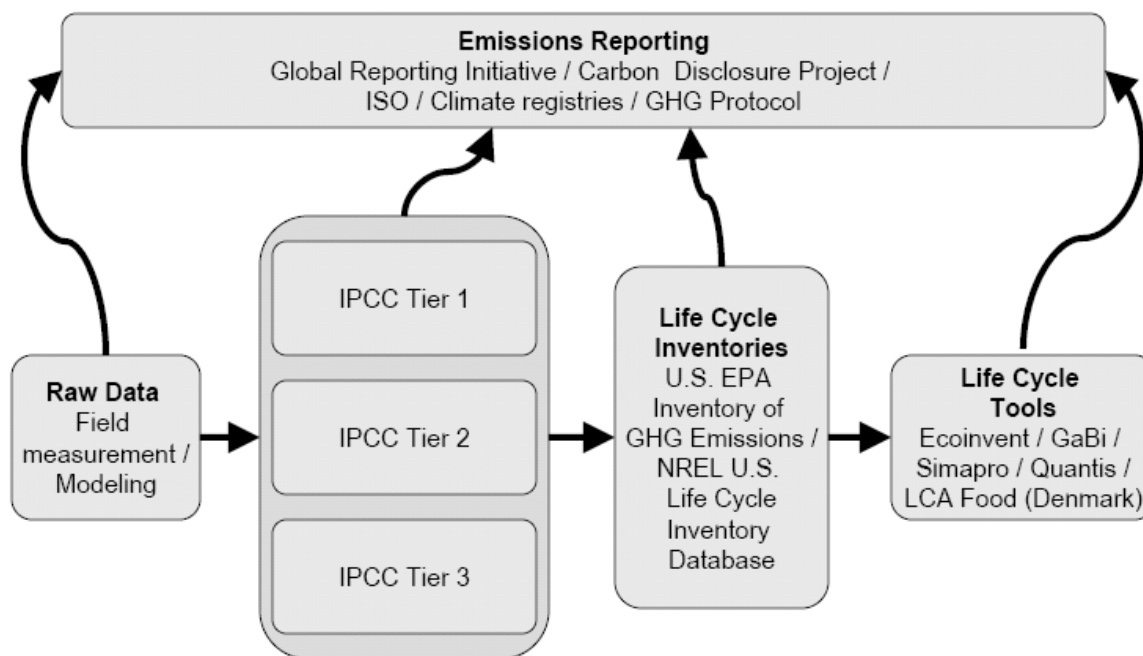 Emissions Reporting
Global Reporting Initiative / Carbon Disclosure Project /
ISO / Climate registries / GHG Protocol
Raw Data
Field
measurement /
Modeling
IPCC Tier 1
IPCC Tier 2
IPCC Tier 3
Life Cycle
Inventories
U.S. EPA
Inventory of
GHG Emissions /
NREL U.S.
Life Cycle
Inventory
Database
Life Cycle
Tools
Ecoinvent / GaBi /
Simapro / Quantis /
LCA Food (Denmark)